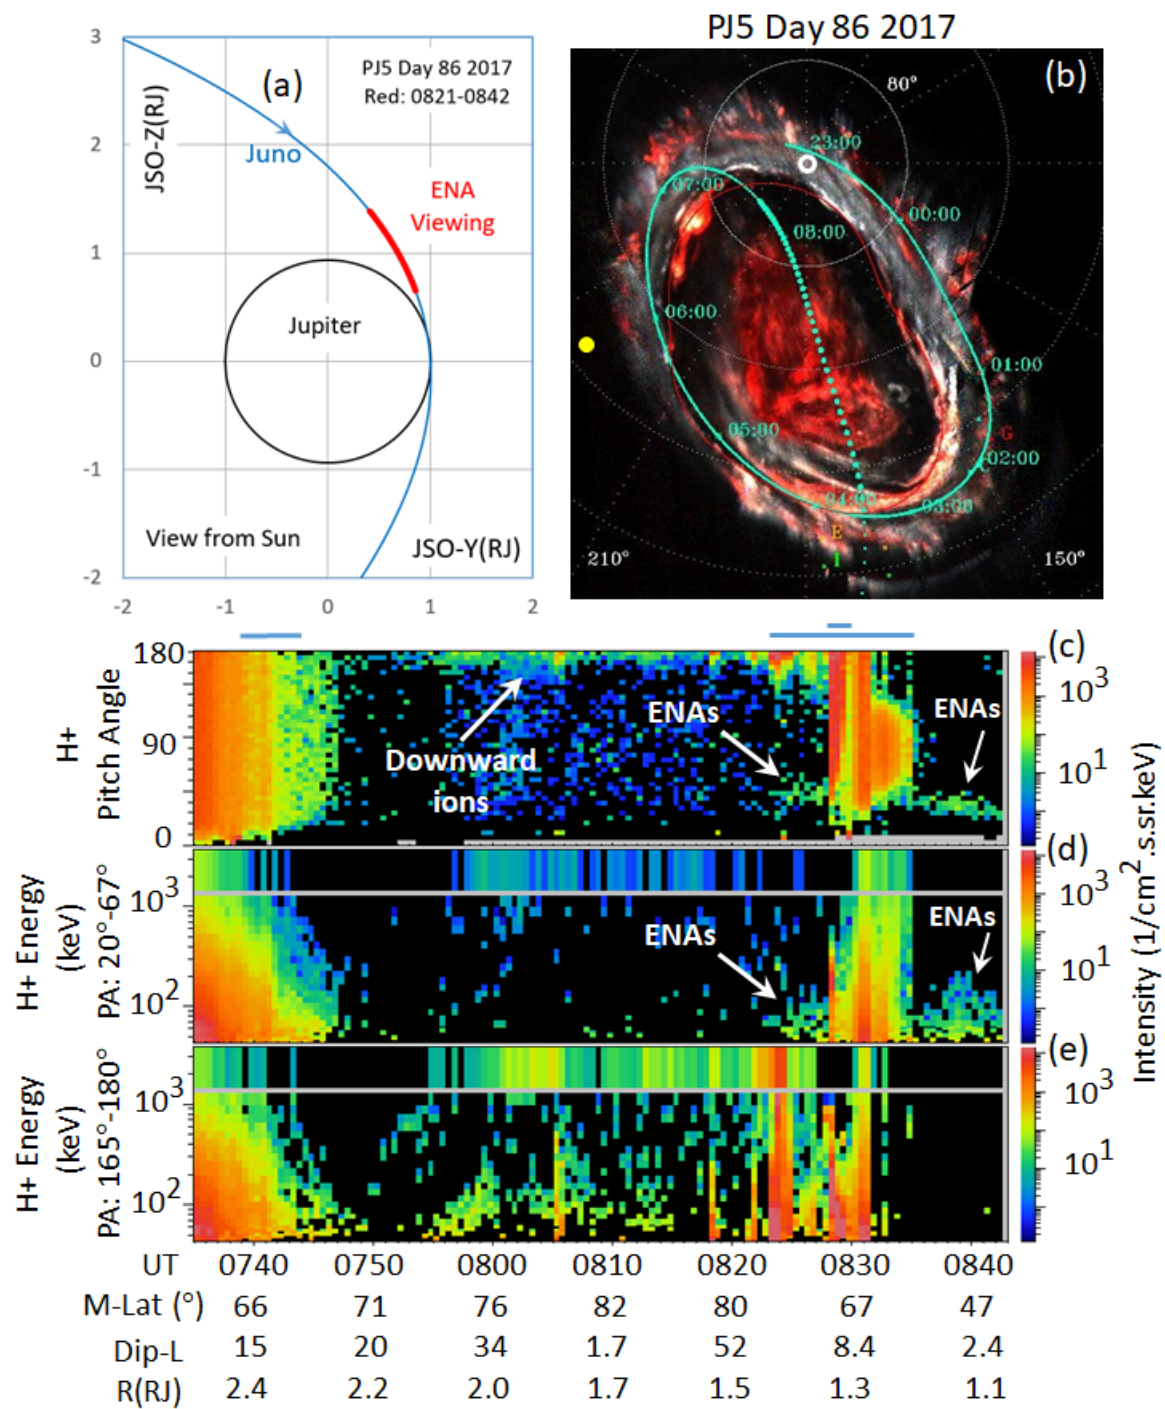 PJ5 Day 86 2017
3
2
1
0
-1
-2
-2
-1
0
1
2
JSO-Z(RJ)
(a)
PJ5 Day 86 2017
Red: 0821-0842
Juno
ENA
Viewing
Jupiter
View from Sun
JSO-Y(RJ)
(b)
80°
23:00
07:00
00:00
08:00
06:00
01:00
05:00
G
02:00
04:00
03:00
E
I
210°
150°
(c)
180
90
0
H+
Pitch Angle
ENAs
ENAs
Downward
ions
10³
10¹
(d)
H+ Energy
(keV)
PA: 20°-67°
10³
10²
ENAs
ENAs
10³
10¹
(e)
H+ Energy
(keV)
PA: 165°-180°
10³
10²
10³
10¹
Intensity (1/cm².s.sr.keV)
UT 0740 0750 0800 0810 0820 0830 0840
M-Lat (°) 66 71 76 82 80 67 47
Dip-L 15 20 34 1.7 52 8.4 2.4
R(RJ) 2.4 2.2 2.0 1.7 1.5 1.3 1.1